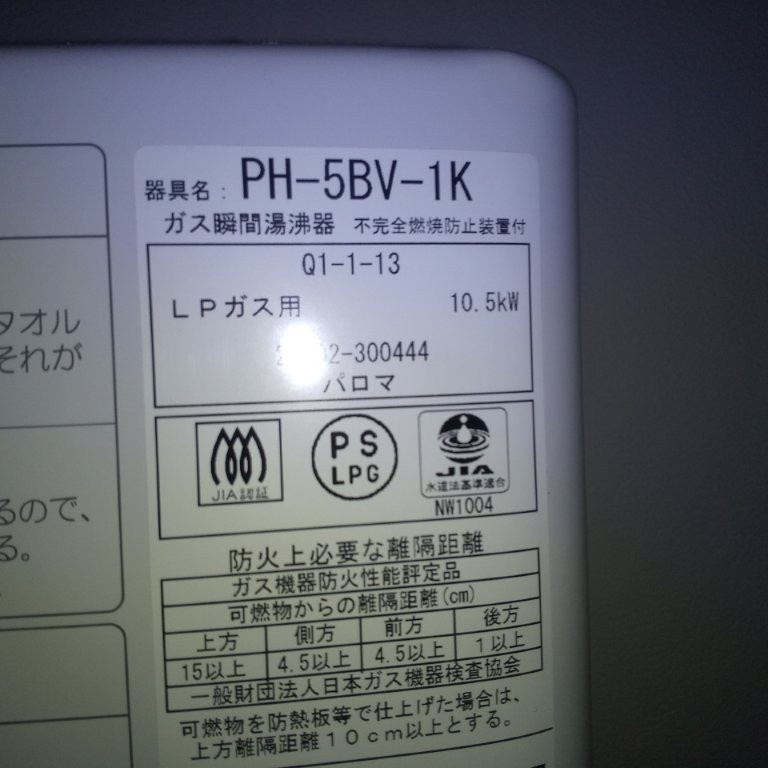 器具名: PH-5BV-1K
ガス瞬間湯沸器 不完全燃焼防止装置付
Q1-1-13
LPガス用 10.5kW
2-300444
パロマ
JIA認証
PS
LPG
JIA
水道法基準適合
NW1004
防火上必要な離隔距離
ガス機器防火性能評定品
可燃物からの離隔距離(cm)
上方 側方 前方 後方
15以上 4.5以上 4.5以上 1以上
一般財団法人日本ガス機器検査協会
可燃物を防熱板等で仕上げた場合は、
上方離隔距離10cm以上とする。
タオル
それが
るので、
る。